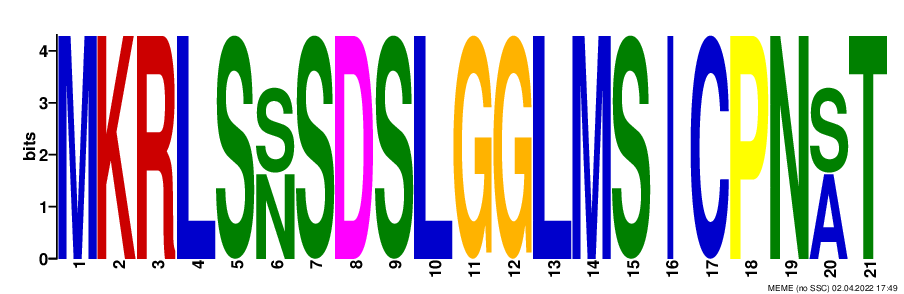 bits
4
3
2
1
0
MKRLSSSDSLGGLMSICPNST
N A
1 2 3 4 5 6 7 8 9 10 11 12 13 14 15 16 17 18 19 20 21
MEME (no SSC) 02.04.2022 17:49